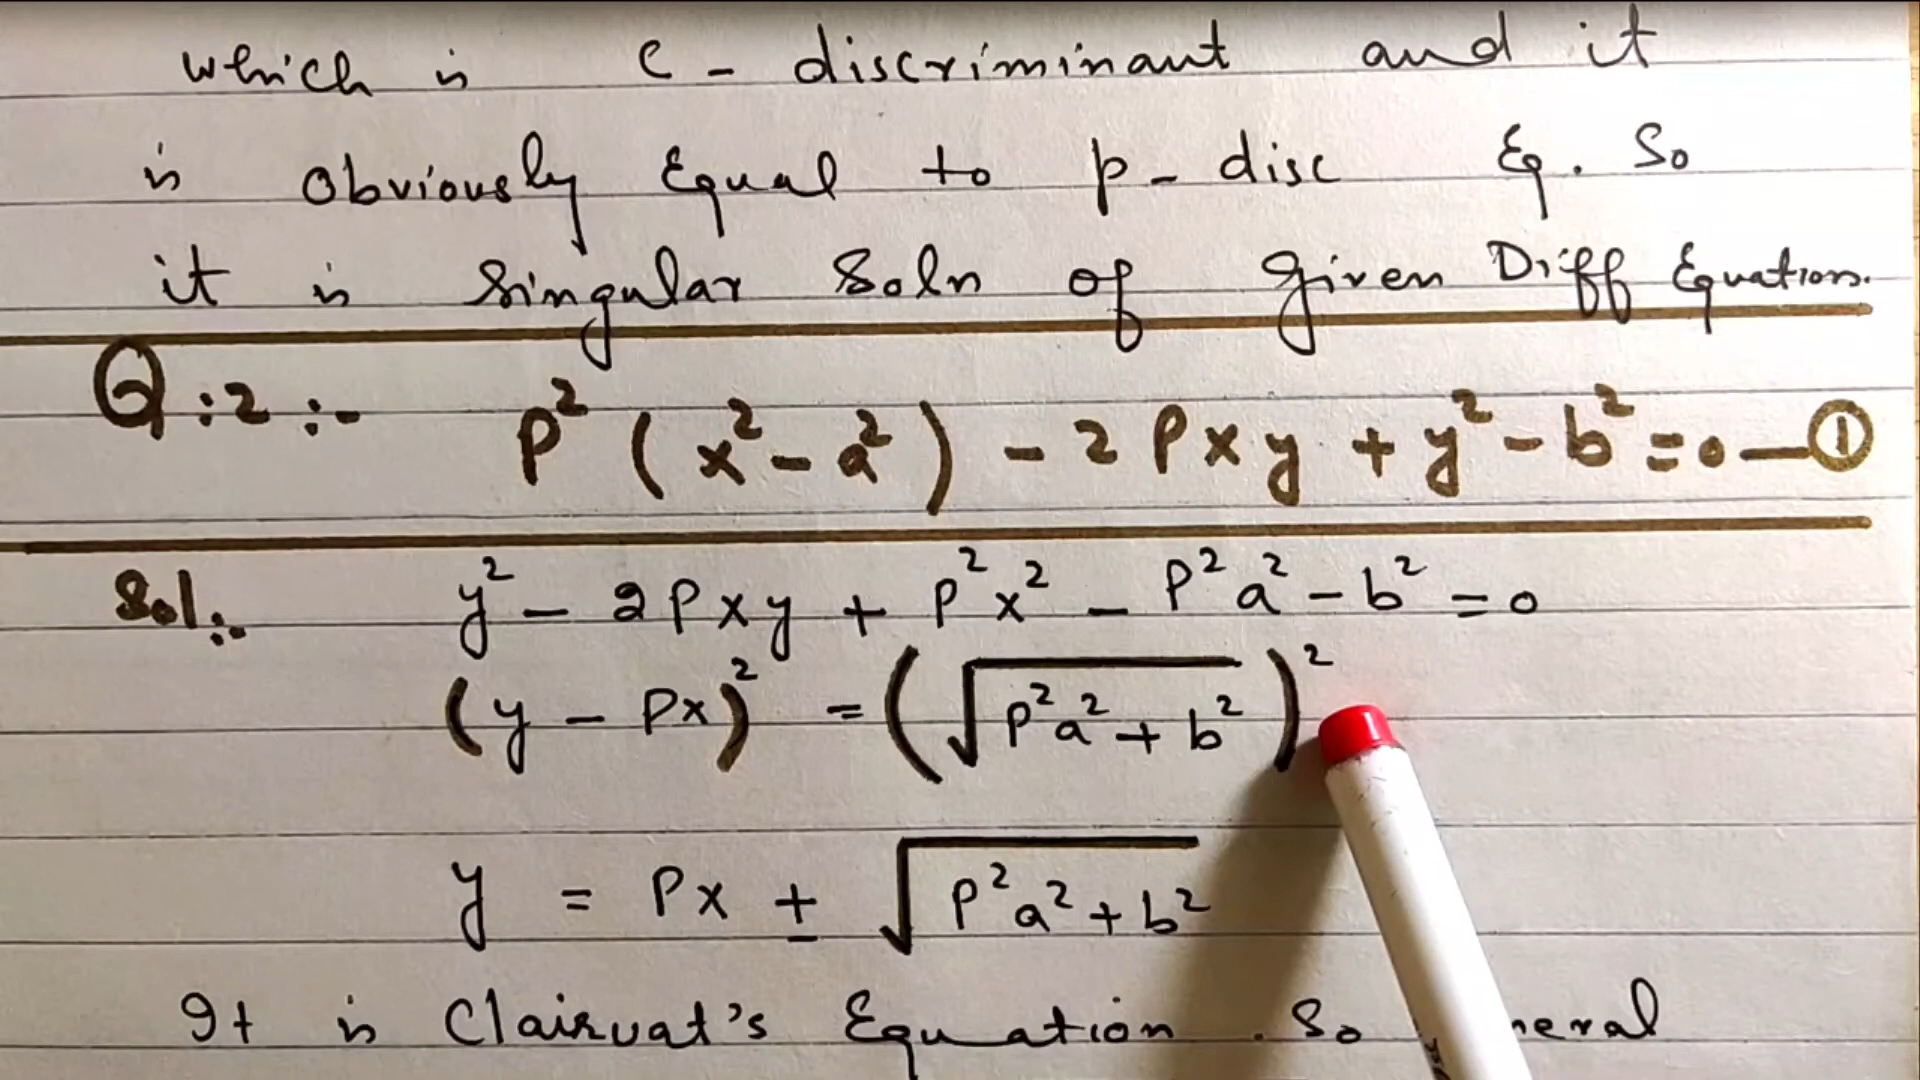 which is c - discriminant and it
is obviously Equal to p - disc Eq. So
it is Singular Soln of given Diff Equation.
Q:2:- P² (x² - a²) - 2Pxy + y² - b² = 0 — ①
Sol:- y² - 2Pxy + P²x² - P²a² - b² = 0
(y - Px)² = (√(P²a² + b²))²
y = Px ± √(P²a² + b²)
It is Clairuat's Equation. So neral